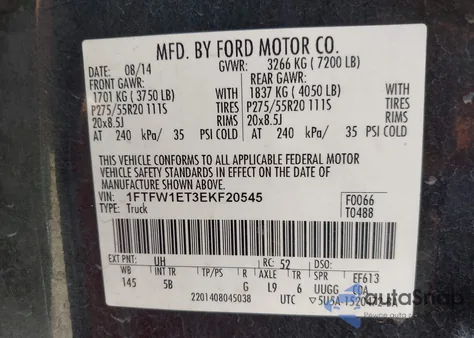 MFD. BY FORD MOTOR CO.
DATE: 08/14 GVWR: 3266 KG ( 7200 LB)
FRONT GAWR: REAR GAWR:
1701 KG ( 3750 LB) 1837 KG ( 4050 LB)
P275/55R20 111S TIRES P275/55R20 111S
20x8.5J RIMS 20x8.5J
AT 240 kPa/ 35 PSI COLD AT 240 kPa/ 35 PSI COLD
THIS VEHICLE CONFORMS TO ALL APPLICABLE FEDERAL MOTOR
VEHICLE SAFETY STANDARDS IN EFFECT ON THE DATE OF
MANUFACTURE SHOWN ABOVE.
VIN: 1FTFW1ET3EKF20545 F0066
TYPE: Truck T0488
EXT PNT: UH RC: 52 DSO:
WB INT TR TP/PS R AXLE TR SPR EF613
145 5B G L9 6 UUGG
2201408045038 UTC
autoSnap